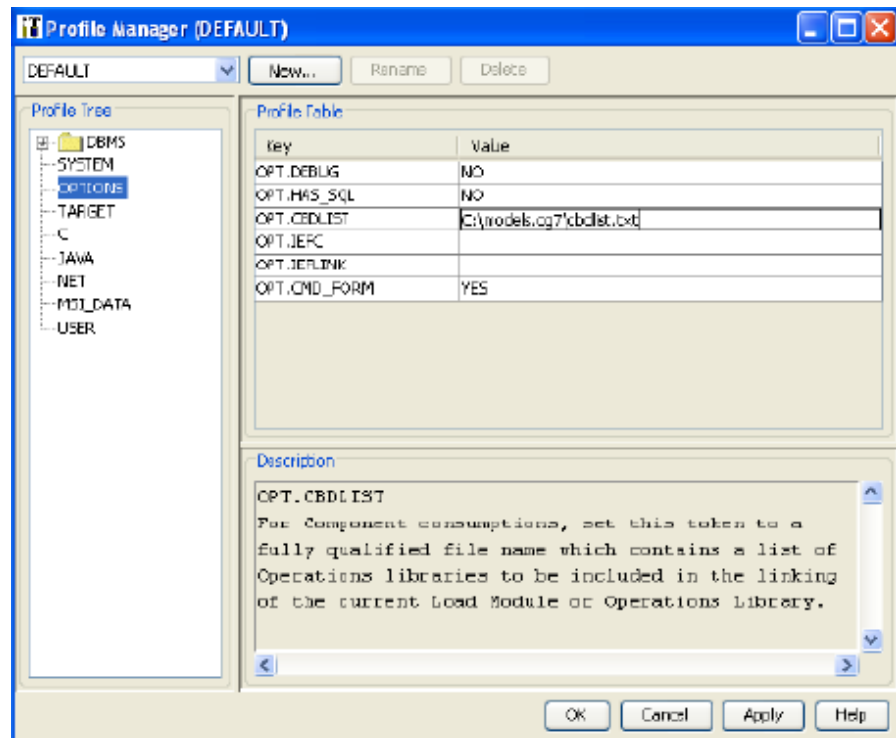 Profile Manager (DEFAULT)
DEFAULT
New...
Rename
Delete
Profile Tree
DBMS
SYSTEM
OPTIONS
TARGET
C
JAVA
NET
MSI_DATA
USER
Profile Table
Key Value
OPT.DEBUG NO
OPT.HAS_SQL NO
OPT.CBDLIST C:\models.cg7\cbdlist.txt
OPT.IEFC
OPT.IEFLINK
OPT.CMD_FORM YES
Description
OPT.CBDLIST
For Component consumptions, set this token to a
fully qualified file name which contains a list of
Operations libraries to be included in the linking
of the current Load Module or Operations Library.
OK Cancel Apply Help